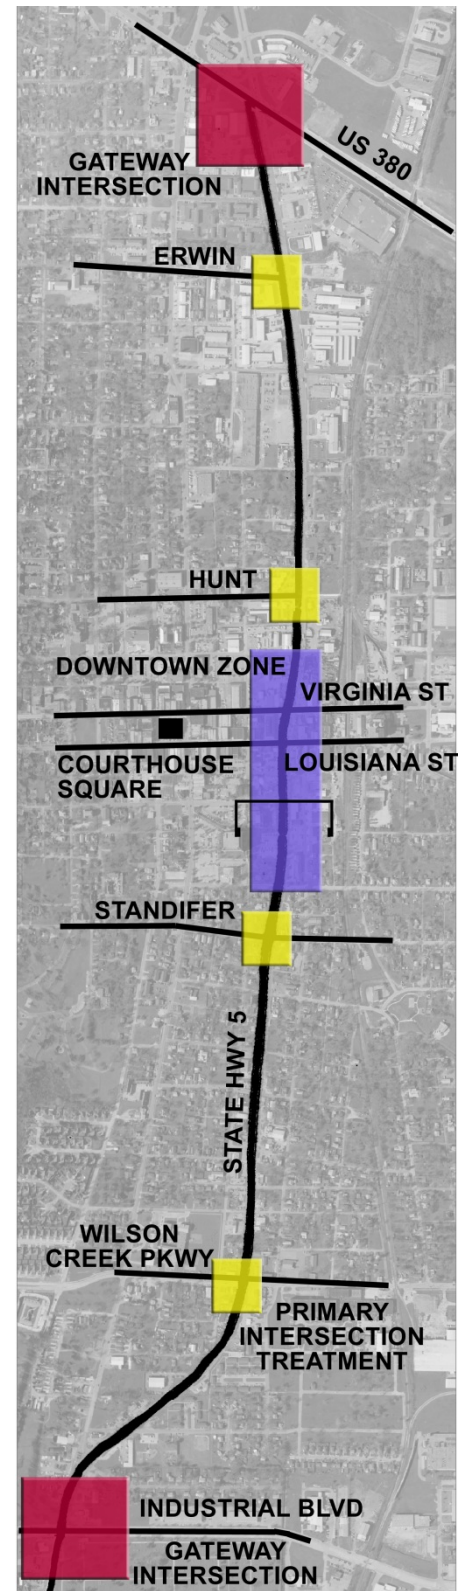 US 380
GATEWAY
INTERSECTION
ERWIN
HUNT
DOWNTOWN ZONE
VIRGINIA ST
COURTHOUSE
SQUARE
LOUISIANA ST
STANDIFER
STATE HWY 5
WILSON
CREEK PKWY
PRIMARY
INTERSECTION
TREATMENT
INDUSTRIAL BLVD
GATEWAY
INTERSECTION